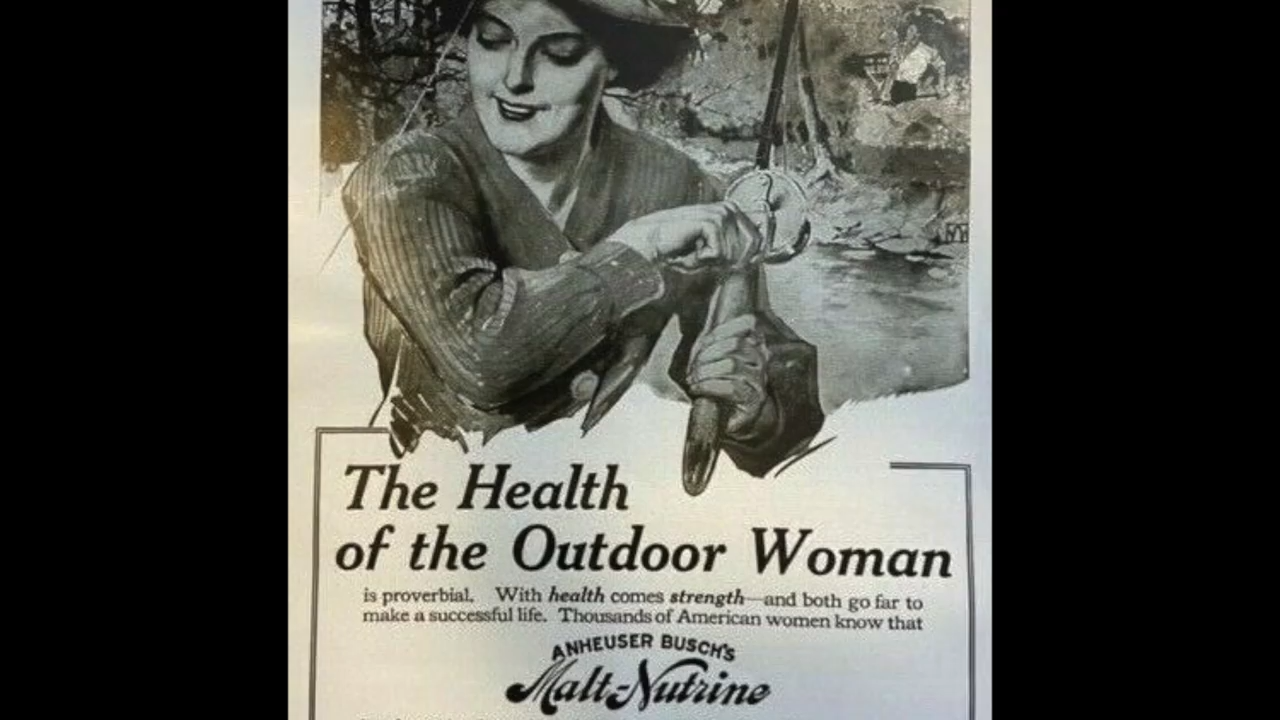 The Health
of the Outdoor Woman
is proverbial. With health comes strength—and both go far to
make a successful life. Thousands of American women know that
ANHEUSER BUSCH'S
Malt-Nutrine